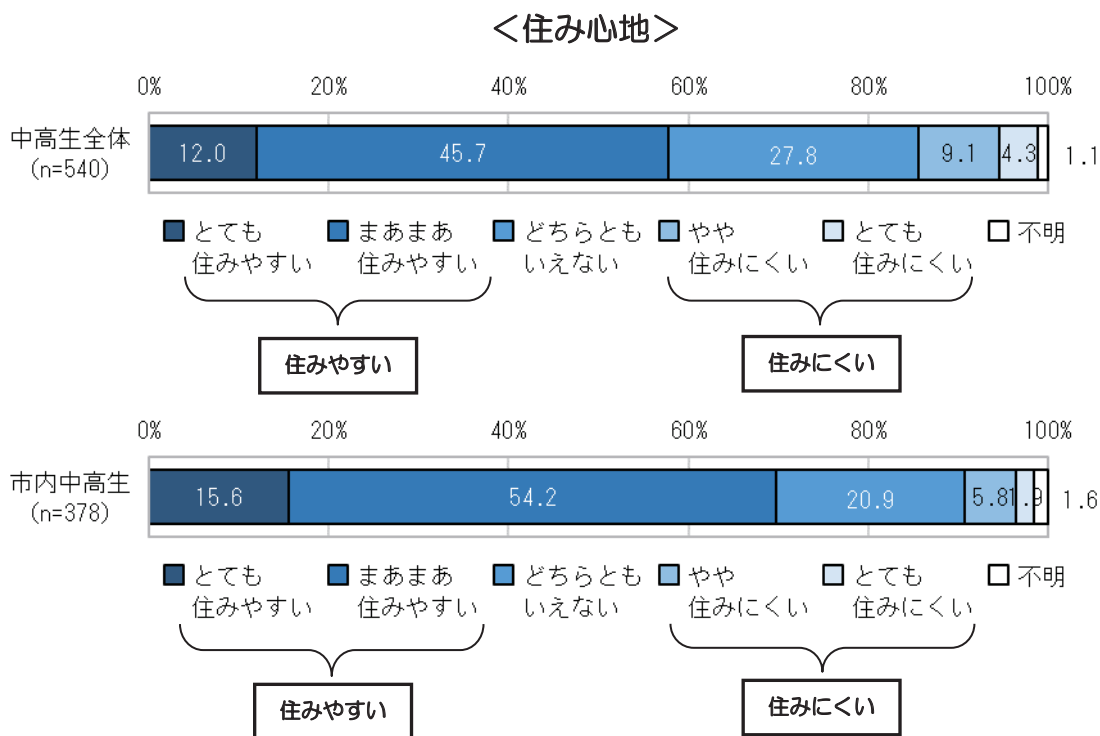 ＜住み心地＞
0% 20% 40% 60% 80% 100%
中高生全体
(n=540)
12.0 45.7 27.8 9.1 4.3 1.1
とても まあまあ どちらとも やや とても 不明
住みやすい 住みやすい いえない 住みにくい 住みにくい
住みやすい 住みにくい
0% 20% 40% 60% 80% 100%
市内中高生
(n=378)
15.6 54.2 20.9 5.8 1.9 1.6
とても まあまあ どちらとも やや とても 不明
住みやすい 住みやすい いえない 住みにくい 住みにくい
住みやすい 住みにくい